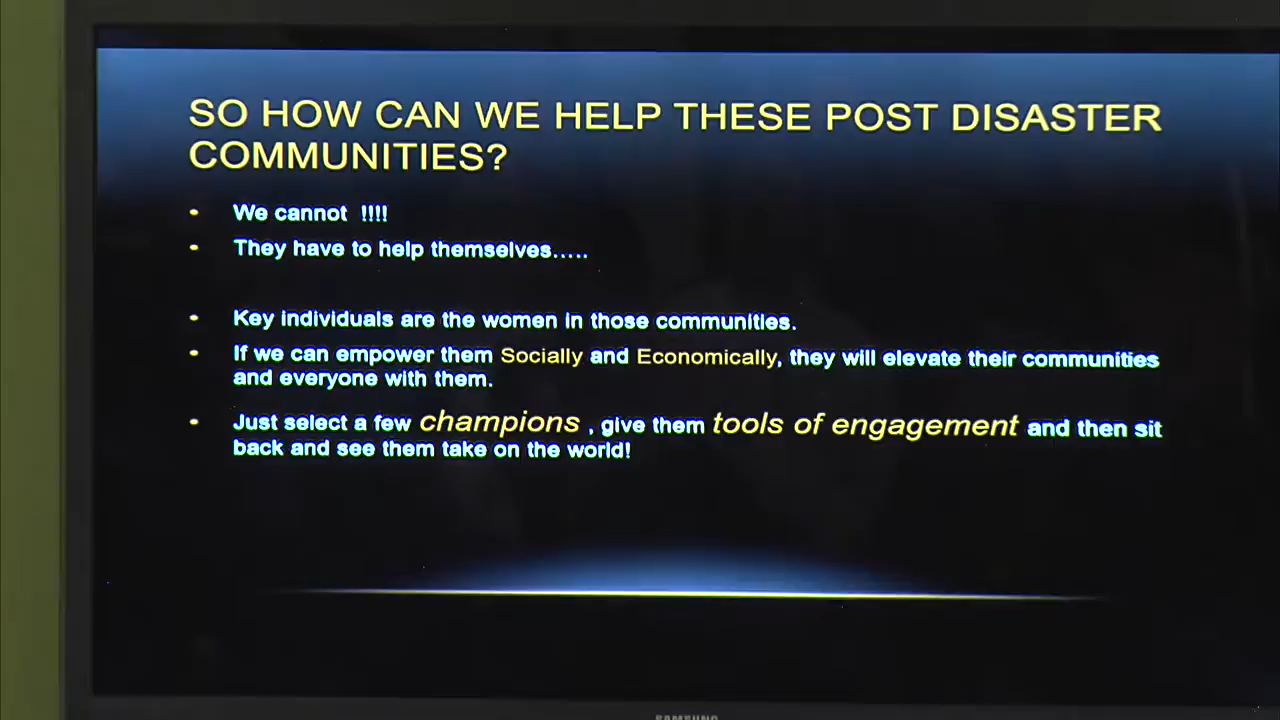 SO HOW CAN WE HELP THESE POST DISASTER
COMMUNITIES?
• We cannot !!!!
• They have to help themselves.....
• Key individuals are the women in those communities.
• If we can empower them Socially and Economically, they will elevate their communities
and everyone with them.
• Just select a few champions , give them tools of engagement and then sit
back and see them take on the world!
SAMSUNG